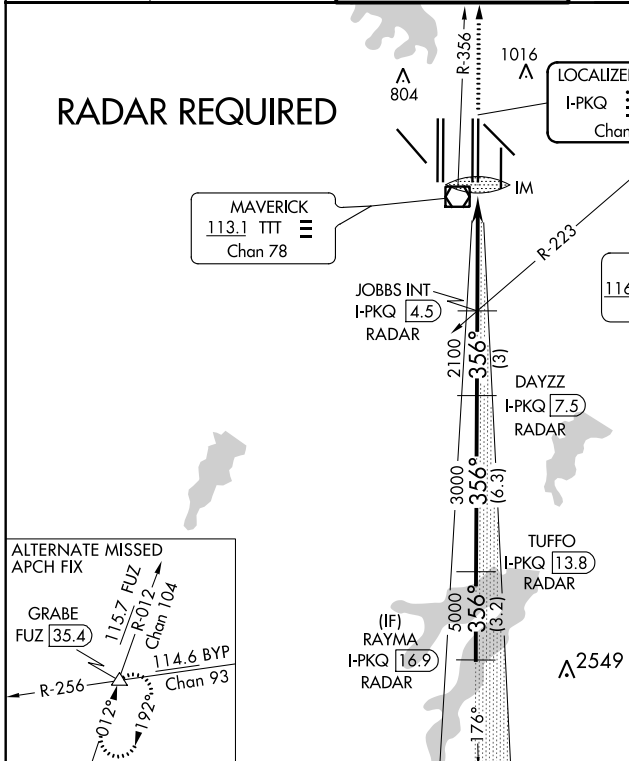 RADAR REQUIRED
804
R-356
1016
LOCALIZE
I-PKQ
Chan
IM
MAVERICK
113.1 TTT
Chan 78
R-223
116
JOBBS INT
I-PKQ 4.5
RADAR
2100
356°
(3)
DAYZZ
I-PKQ 7.5
RADAR
3000
356°
(6.3)
TUFFO
I-PKQ 13.8
RADAR
5000
356°
(3.2)
(IF)
RAYMA
I-PKQ 16.9
RADAR
2549
176°
ALTERNATE MISSED
APCH FIX
GRABE
FUZ 35.4
115.7 FUZ
R-012
Chan 104
114.6 BYP
Chan 93
R-256
012°
192°